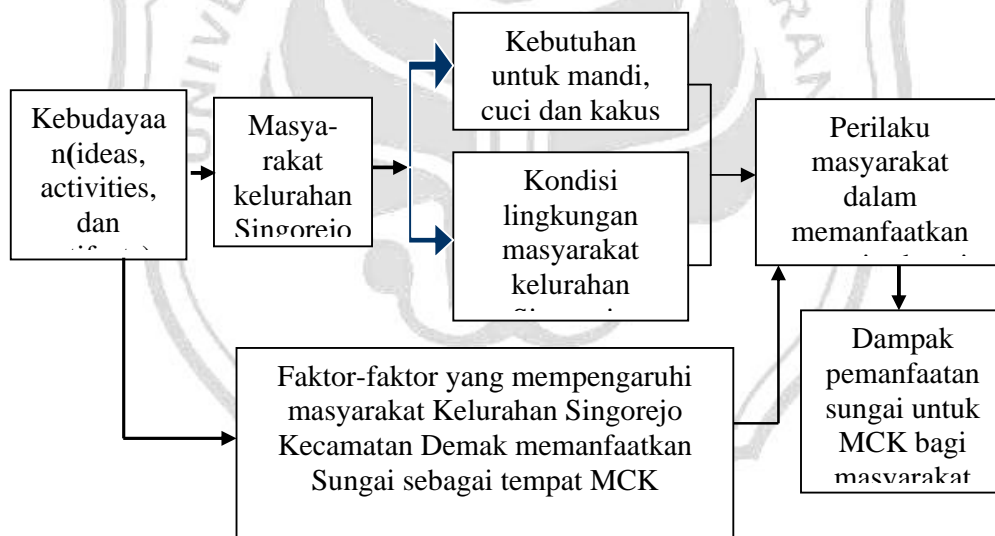 Kebudayaa
n(ideas,
activities,
dan
Masya-
rakat
kelurahan
Singorejo
Kebutuhan
untuk mandi,
cuci dan kakus
Kondisi
lingkungan
masyarakat
kelurahan
Perilaku
masyarakat
dalam
memanfaatkan
Faktor-faktor yang mempengaruhi
masyarakat Kelurahan Singorejo
Kecamatan Demak memanfaatkan
Sungai sebagai tempat MCK
Dampak
pemanfaatan
sungai untuk
MCK bagi
masyarakat